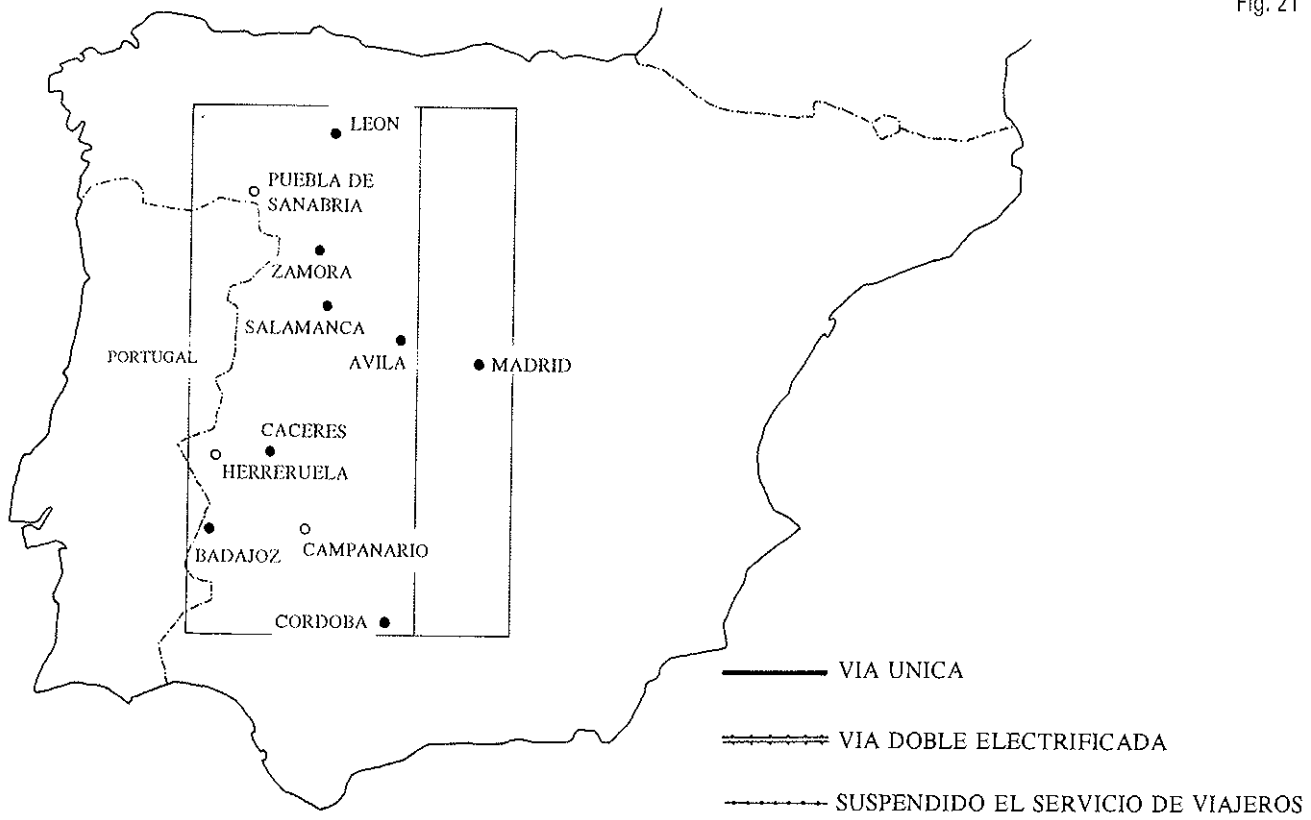 Fig. 21
LEON
PUEBLA DE
SANABRIA
ZAMORA
SALAMANCA
PORTUGAL
AVILA
MADRID
CACERES
HERRERUELA
BADAJOZ
CAMPANARIO
CORDOBA
VIA UNICA
VIA DOBLE ELECTRIFICADA
SUSPENDIDO EL SERVICIO DE VIAJEROS